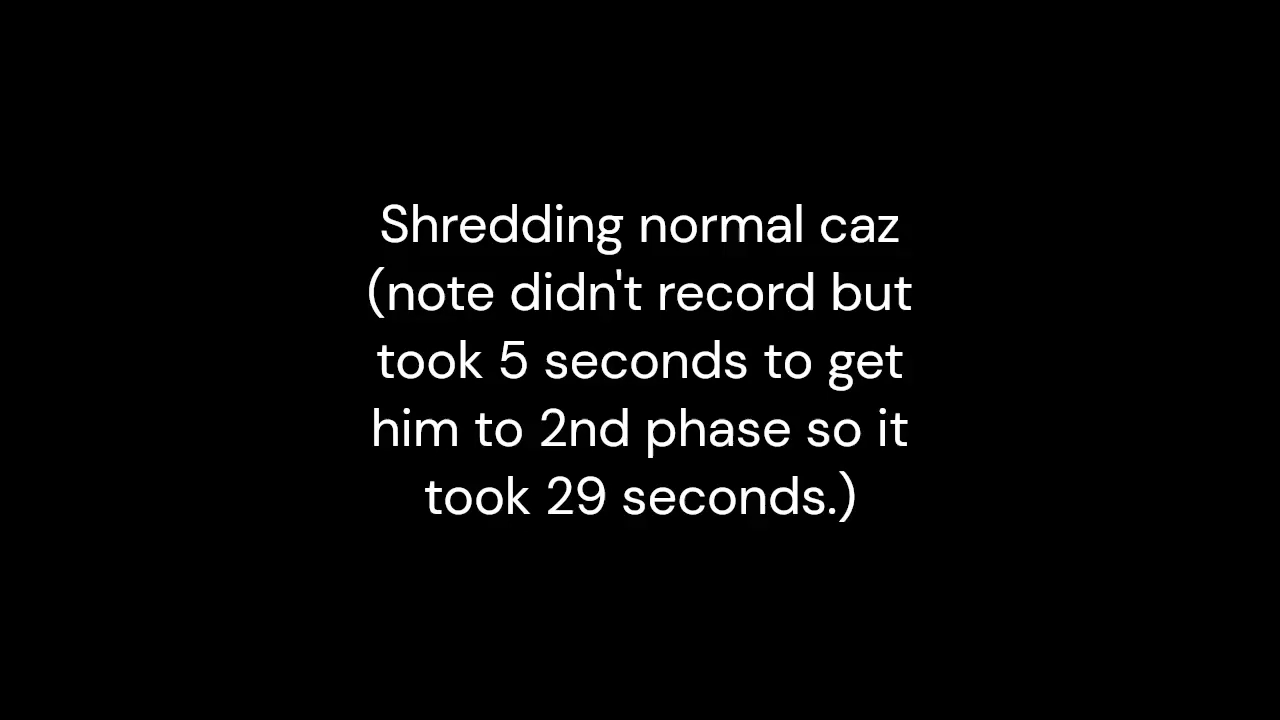 Shredding normal caz
(note didn't record but
took 5 seconds to get
him to 2nd phase so it
took 29 seconds.)